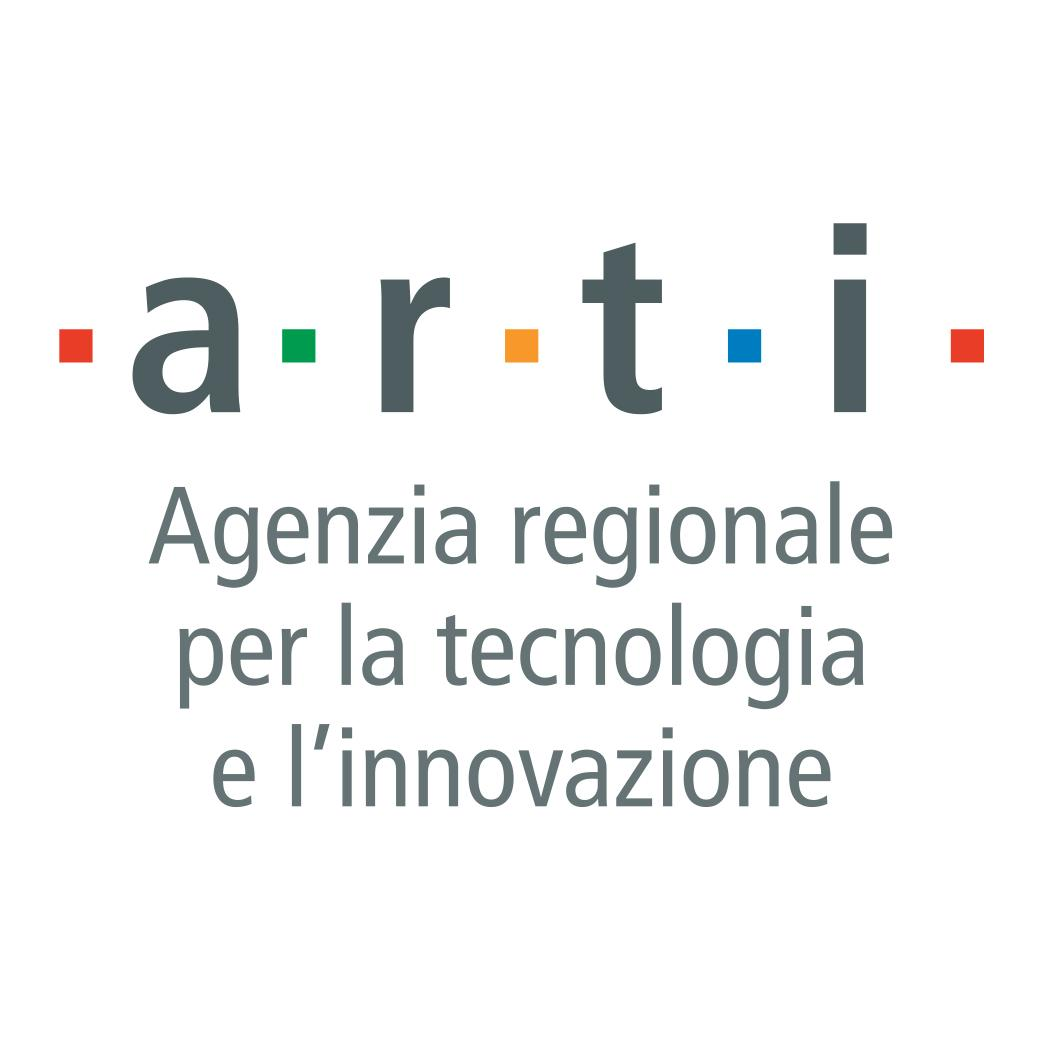 ·a·r·t·i·
Agenzia regionale
per la tecnologia
e l’innovazione